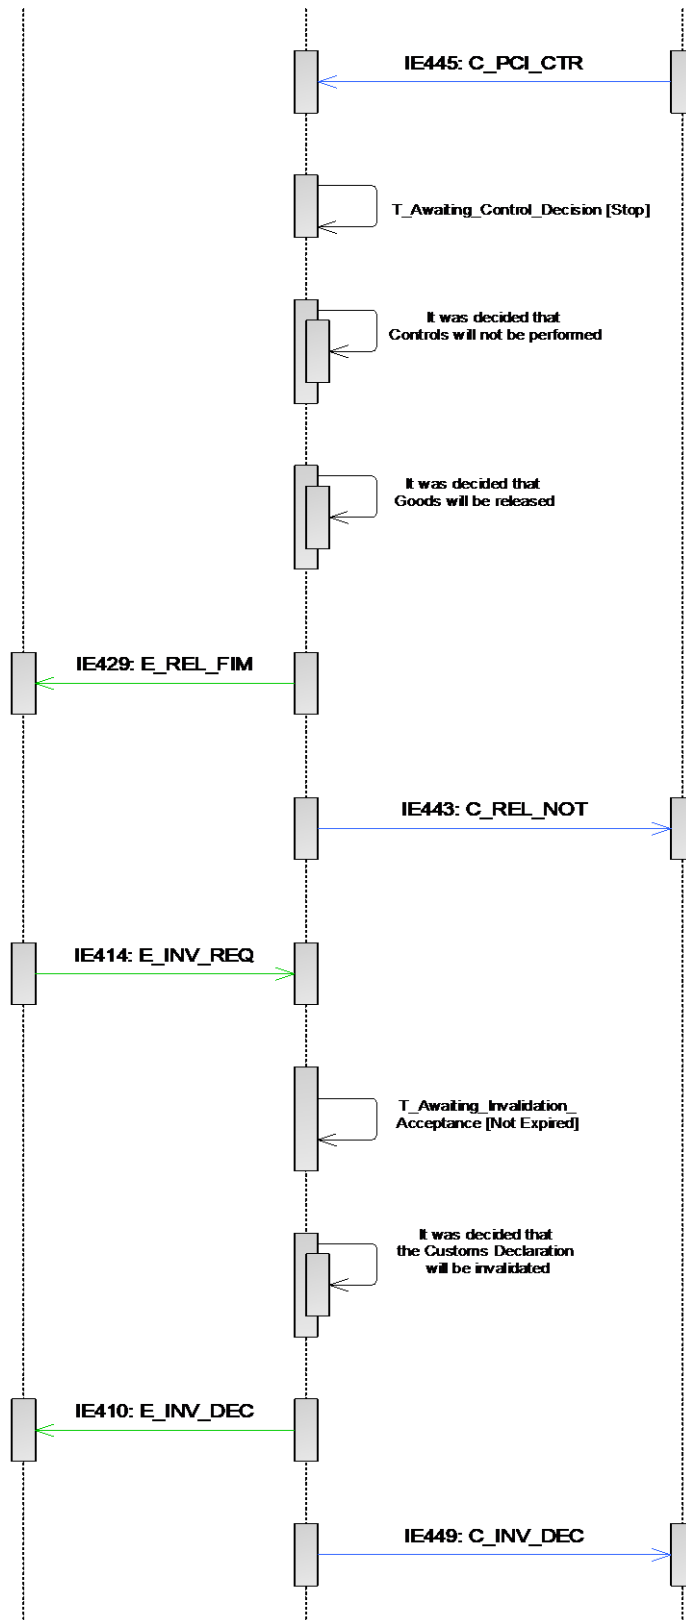 IE445: C_PCI_CTR
T_Awaiting_Control_Decision [Stop]
It was decided that
Controls will not be performed
It was decided that
Goods will be released
IE429: E_REL_FIM
IE443: C_REL_NOT
IE414: E_INV_REQ
T_Awaiting_Invalidation_
Acceptance [Not Expired]
It was decided that
the Customs Declaration
will be invalidated
IE410: E_INV_DEC
IE449: C_INV_DEC